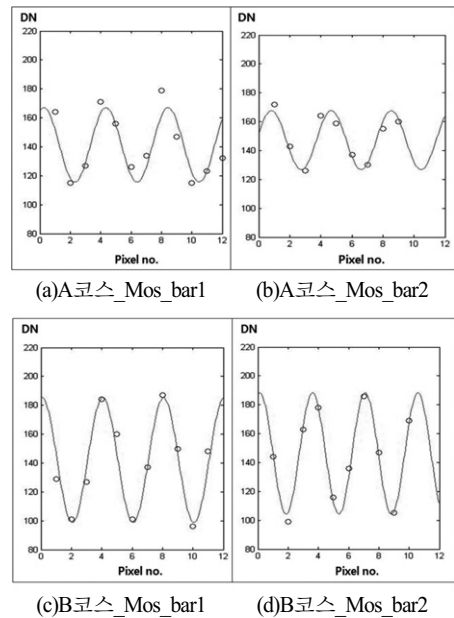 DN
DN
220
200
180
160
140
120
100
80
0 2 4 6 8 10 12
Pixel no.
220
200
180
160
140
120
100
80
0 2 4 6 8 10 12
Pixel no.
(a)A코스_Mos_bar1
(b)A코스_Mos_bar2
DN
DN
220
200
180
160
140
120
100
80
0 2 4 6 8 10 12
Pixel no.
220
200
180
160
140
120
100
80
0 2 4 6 8 10 12
Pixel no.
(c)B코스_Mos_bar1
(d)B코스_Mos_bar2